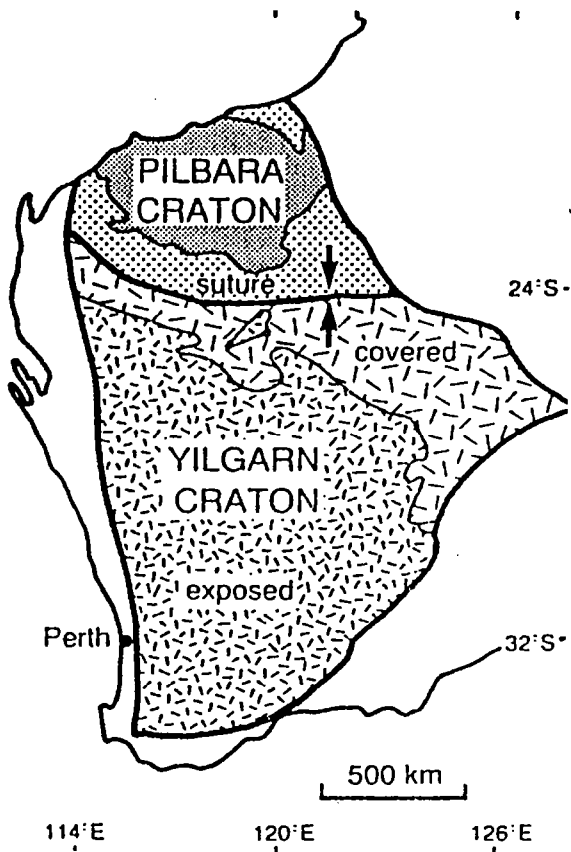 PILBARA
CRATON
suture
24°S
covered
YILGARN
CRATON
exposed
Perth
32°S
500 km
114°E 120°E 126°E